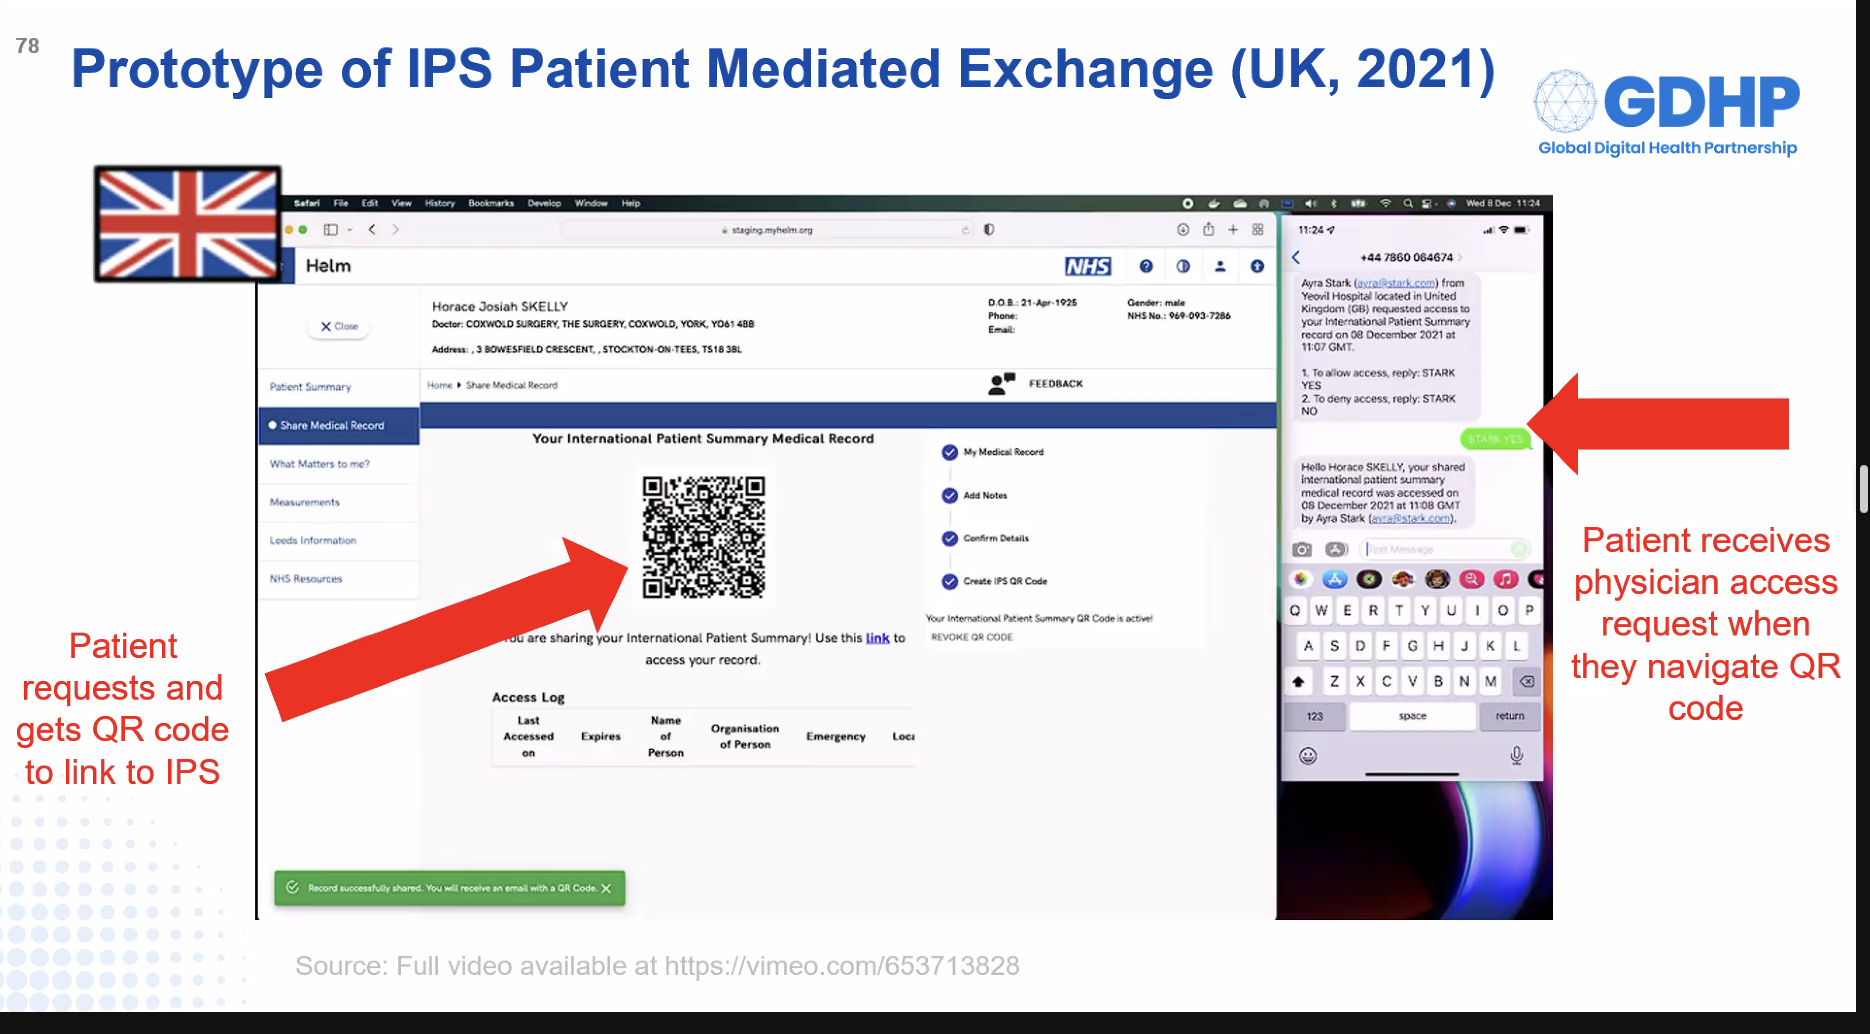 78
Prototype of IPS Patient Mediated Exchange (UK, 2021)
GDHP
Global Digital Health Partnership
Safari File Edit View History Bookmarks Develop Window Help
Wed 8 Dec 11:24
staging.myhelm.org
Helm
NHS
Close
Horace Josiah SKELLY
Doctor: COXWOLD SURGERY, THE SURGERY, COXWOLD, YORK, YO61 4BB
Address: , 3 BOWESFIELD CRESCENT, , STOCKTON-ON-TEES, TS18 3BL
D.O.B.: 21-Apr-1925
Phone:
Email:
Gender: male
NHS No.: 969-093-7286
Patient Summary
Share Medical Record
What Matters to me?
Measurements
Leeds Information
NHS Resources
Home Share Medical Record
FEEDBACK
Your International Patient Summary Medical Record
You are sharing your International Patient Summary! Use this link to
access your record.
Access Log
Last Accessed on
Expires
Name of Person
Organisation of Person
Emergency
Loca
My Medical Record
Add Notes
Confirm Details
Create IPS QR Code
Your International Patient Summary QR Code is active!
REVOKE QR CODE
Record successfully shared. You will receive an email with a QR Code.
11:24
+44 7860 064674
Ayra Stark (ayra@stark.com) from
Yeovil Hospital located in United
Kingdom (GB) requested access to
your International Patient Summary
record on 08 December 2021 at
11:07 GMT.
1. To allow access, reply: STARK
YES
2. To deny access, reply: STARK
NO
STARK YES
Hello Horace SKELLY, your shared
international patient summary
medical record was accessed on
08 December 2021 at 11:08 GMT
by Ayra Stark (ayra@stark.com).
Text Message
Q W E R T Y U I O P
A S D F G H J K L
Z X C V B N M
123 space return
Patient
requests and
gets QR code
to link to IPS
Patient receives
physician access
request when
they navigate QR
code
Source: Full video available at https://vimeo.com/653713828